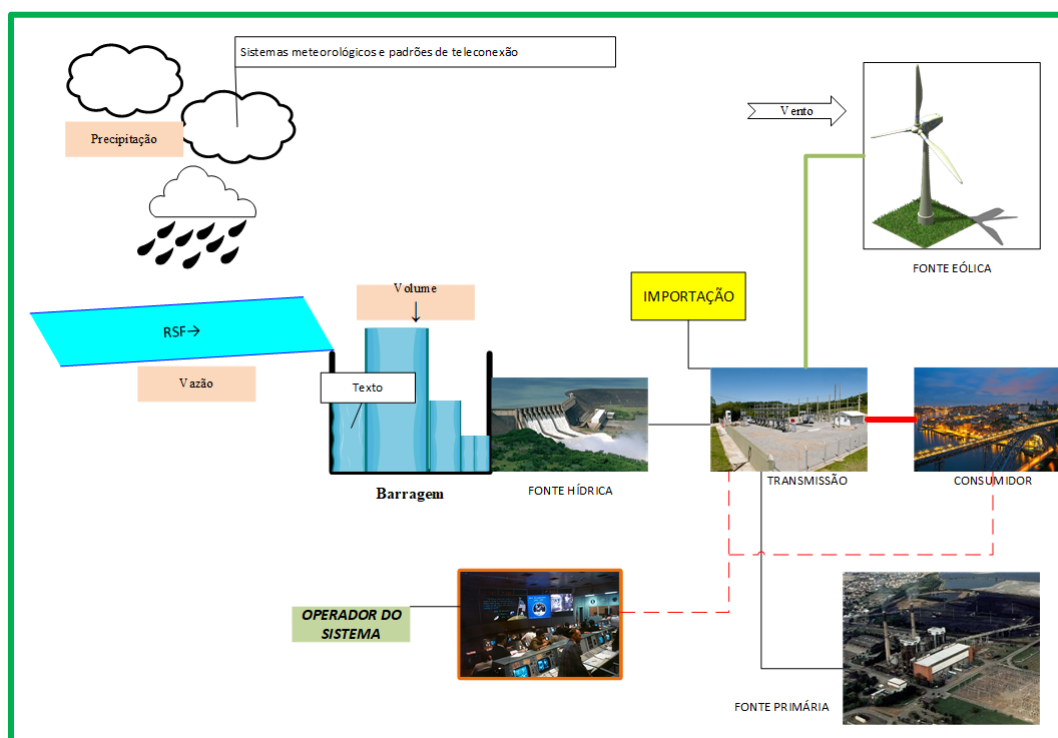 Sistemas meteorológicos e padrões de teleconexão
Precipitação
Vento
FONTE EÓLICA
Volume
↓
IMPORTAÇÃO
RSF→
Vazão
Texto
Barragem
FONTE HÍDRICA
TRANSMISSÃO
CONSUMIDOR
OPERADOR DO
SISTEMA
FONTE PRIMÁRIA